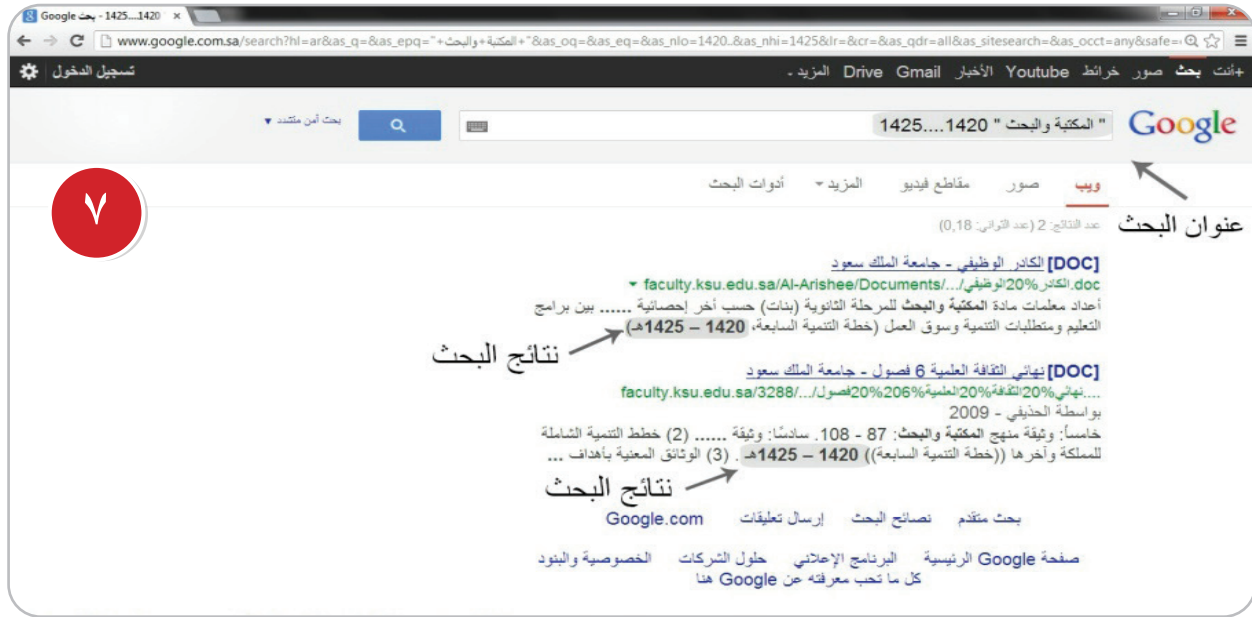 Google بحث - 1425....1420
www.google.com.sa/search?hl=ar&as_q=&as_epq="+المكتبة+والبحث+"&as_oq=&as_eq=&as_nlo=1420..&as_nhi=1425&lr=&cr=&as_qdr=all&as_sitesearch=&as_occt=any&safe=
+أنت بحث صور خرائط Youtube الأخبار Gmail Drive المزيد
تسجيل الدخول
Google
" المكتبة والبحث " 1420....1425
بحث آمن متشدد
ويب صور مقاطع فيديو المزيد أدوات البحث
٧
عنوان البحث
عدد النتائج: 2 (عدد الثواني: 0,18)
[DOC] الكادر الوظيفي - جامعة الملك سعود
faculty.ksu.edu.sa/Al-Arishee/Documents/.../الكادر%20الوظيفي.doc
أعداد معلمات مادة المكتبة والبحث للمرحلة الثانوية (بنات) حسب أخر إحصائية ...... بين برامج
التعليم ومتطلبات التنمية وسوق العمل (خطة التنمية السابعة، 1420 – 1425هـ)
نتائج البحث
[DOC] نهائي الثقافة العلمية 6 فصول - جامعة الملك سعود
faculty.ksu.edu.sa/3288/.../نهائي%20الثقافة%20العلمية%206%20فصول....
بواسطة الحذيفي - 2009
خامساً: وثيقة منهج المكتبة والبحث: 87 - 108. سادسًا: وثيقة ...... (2) خطط التنمية الشاملة
للمملكة وآخرها ((خطة التنمية السابعة)) 1420 – 1425هـ . (3) الوثائق المعنية بأهداف ...
نتائج البحث
بحث متقدم نصائح البحث إرسال تعليقات Google.com
صفحة Google الرئيسية البرنامج الإعلاني حلول الشركات الخصوصية والبنود
كل ما تحب معرفته عن Google هنا